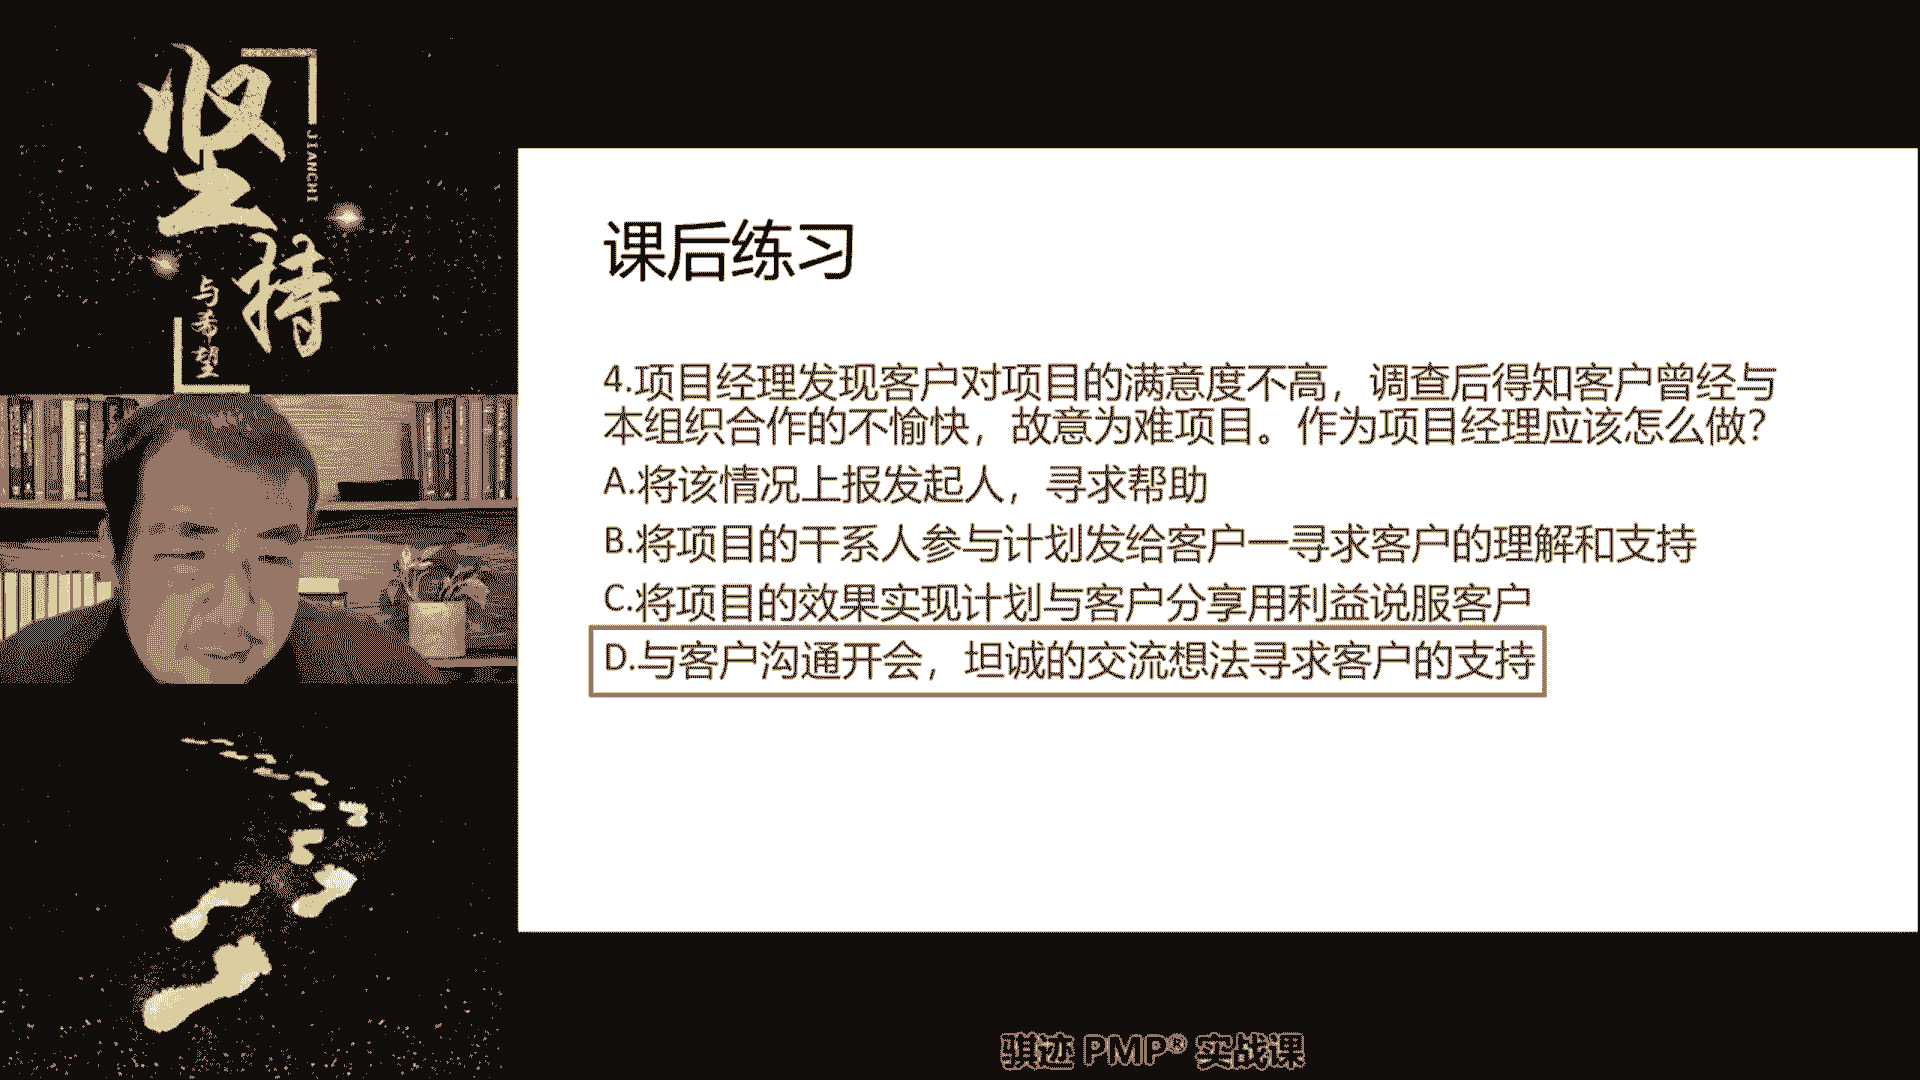 坚持
JIANCHI
与希望
课后练习
4.项目经理发现客户对项目的满意度不高，调查后得知客户曾经与
本组织合作的不愉快，故意为难项目。作为项目经理应该怎么做？
A.将该情况上报发起人，寻求帮助
B.将项目的干系人参与计划发给客户一寻求客户的理解和支持
C.将项目的效果实现计划与客户分享用利益说服客户
D.与客户沟通开会，坦诚的交流想法寻求客户的支持
骐迹 PMP® 实战课